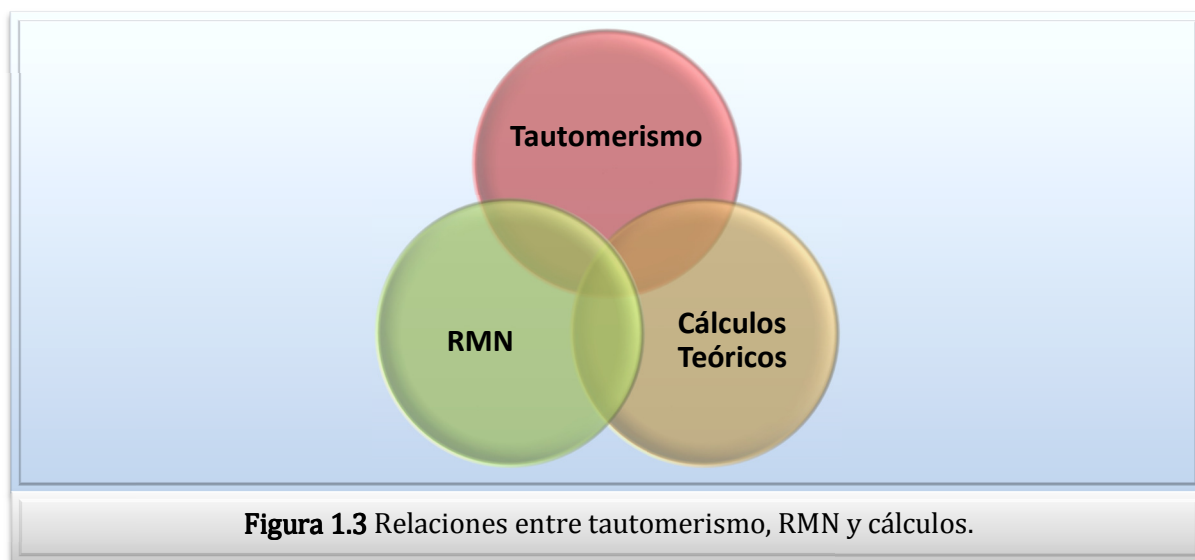 Tautomerismo
RMN
Cálculos
Teóricos
Figura 1.3 Relaciones entre tautomerismo, RMN y cálculos.